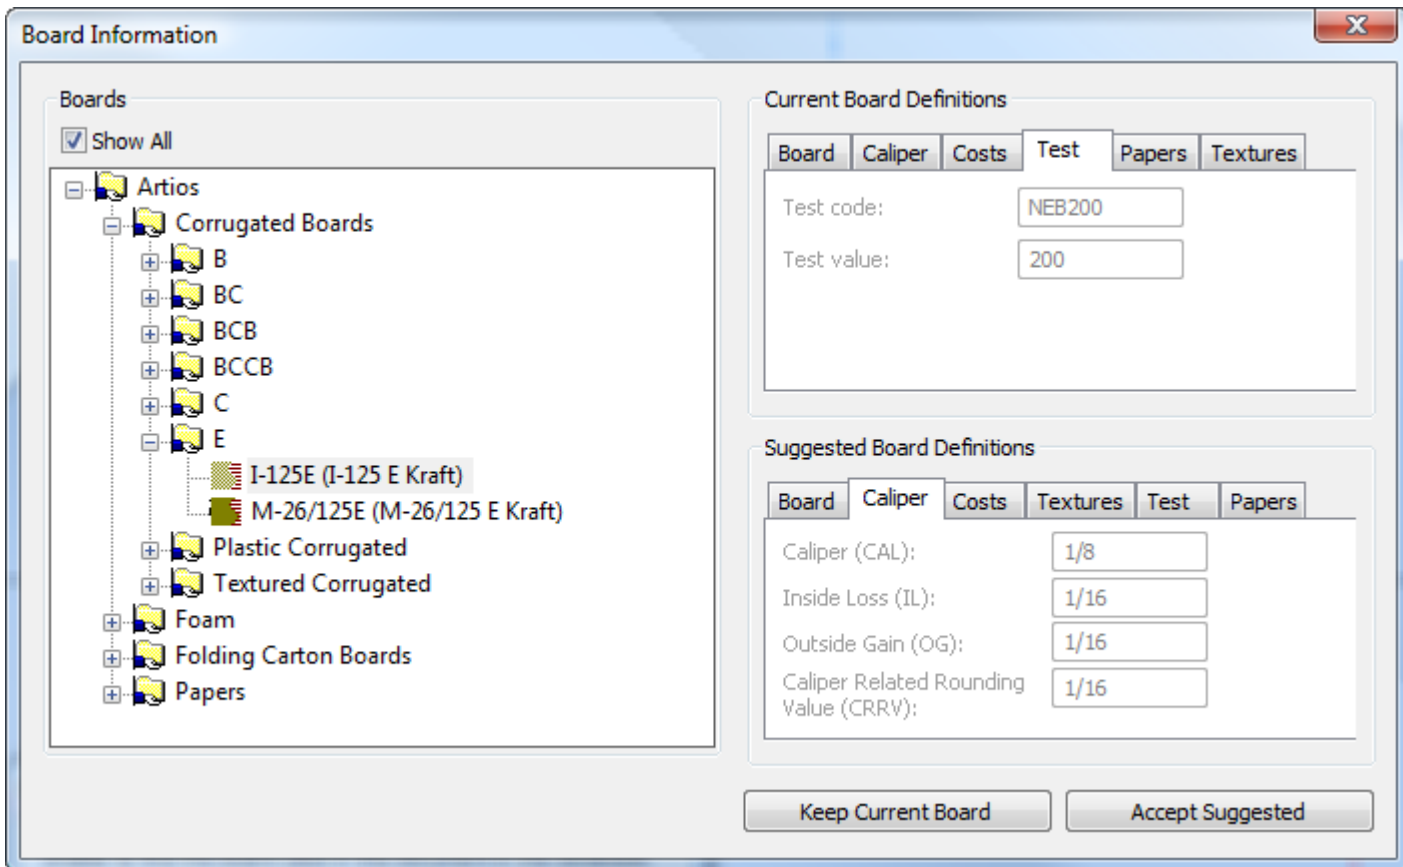 Board Information
Boards
Show All
Artios
Corrugated Boards
B
BC
BCB
BCCB
C
E
I-125E (I-125 E Kraft)
M-26/125E (M-26/125 E Kraft)
Plastic Corrugated
Textured Corrugated
Foam
Folding Carton Boards
Papers
Current Board Definitions
Board Caliper Costs Test Papers Textures
Test code: NEB200
Test value: 200
Suggested Board Definitions
Board Caliper Costs Textures Test Papers
Caliper (CAL): 1/8
Inside Loss (IL): 1/16
Outside Gain (OG): 1/16
Caliper Related Rounding
Value (CRRV): 1/16
Keep Current Board Accept Suggested